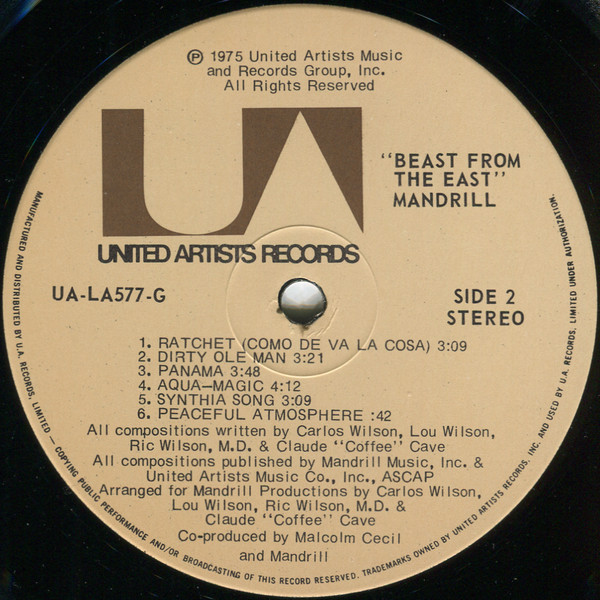 ℗ 1975 United Artists Music
and Records Group, Inc.
All Rights Reserved
UA
UNITED ARTISTS RECORDS
"BEAST FROM
THE EAST"
MANDRILL
UA-LA577-G
SIDE 2
STEREO
1. RATCHET (COMO DE VA LA COSA) 3:09
2. DIRTY OLE MAN 3:21
3. PANAMA 3:48
4. AQUA—MAGIC 4:12
5. SYNTHIA SONG 3:09
6. PEACEFUL ATMOSPHERE :42
All compositions written by Carlos Wilson, Lou Wilson,
Ric Wilson, M.D. & Claude "Coffee" Cave
All compositions published by Mandrill Music, Inc. &
United Artists Music Co., Inc., ASCAP
Arranged for Mandrill Productions by Carlos Wilson,
Lou Wilson, Ric Wilson, M.D. &
Claude "Coffee" Cave
Co-produced by Malcolm Cecil
and Mandrill
MANUFACTURED AND DISTRIBUTED BY U.A. RECORDS, LIMITED — COPYING PUBLIC PERFORMANCE AND/OR BROADCASTING OF THIS RECORD RESERVED. TRADEMARKS OWNED BY UNITED ARTISTS RECORDS, INC. AND USED BY U.A. RECORDS, LIMITED UNDER AUTHORIZATION.